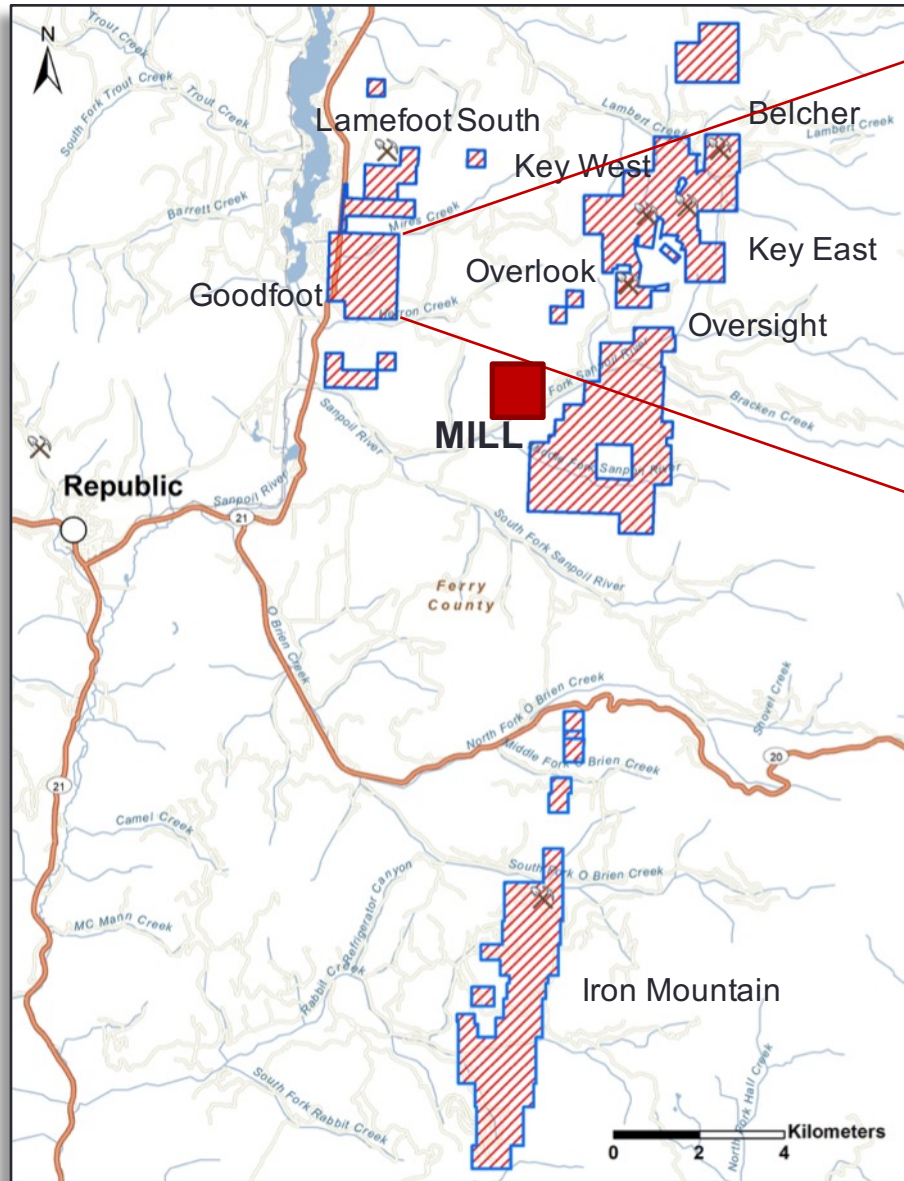 N
Trout Creek
South Fork Trout Creek
Trout Creek
Lambert Creek
Belcher
Lambert Creek
Lamefoot South
Key West
Barrett Creek
Mires Creek
Key East
Overlook
Goodfoot
Herron Creek
Oversight
Fork Sanpoil River
Bracken Creek
MILL
Sanpoil River
Middle Fork Sanpoil River
Republic
Sanpoil River
21
South Fork Sanpoil River
Ferry
County
O Brien Creek
North Fork O Brien Creek
Shovel Creek
Middle Fork O Brien Creek
20
21
Camel Creek
South Fork O Brien Creek
Refrigerator Canyon
MC Mann Creek
Rabbit Creek
Iron Mountain
South Fork Rabbit Creek
North Fork Hall Creek
Kilometers
0 2 4